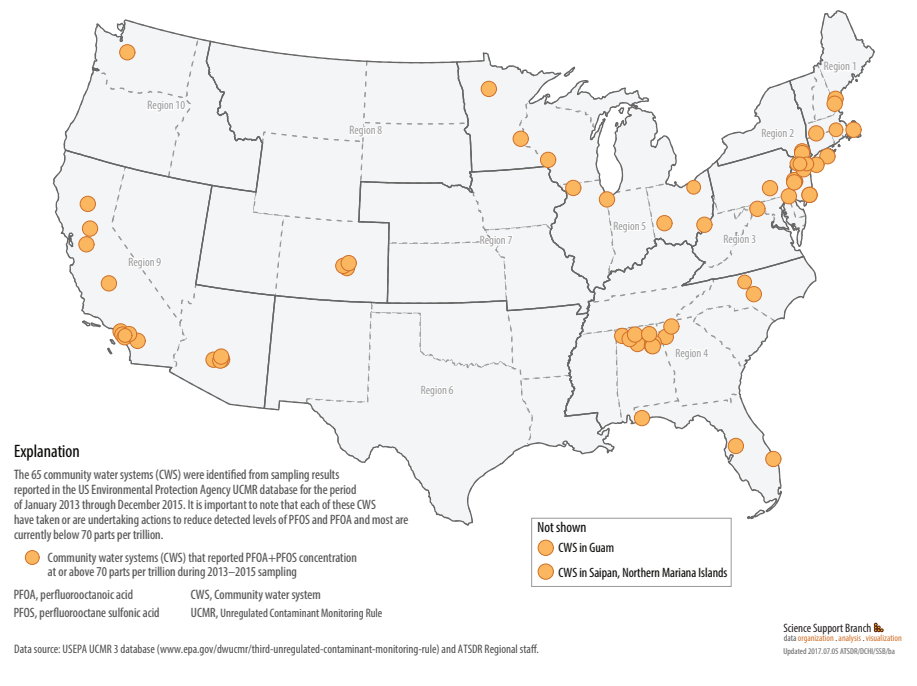 Region 1
Region 10
Region 2
Region 8
Region 5
Region 3
Region 7
Region 9
Region 4
Region 6
Explanation
The 65 community water systems (CWS) were identified from sampling results
reported in the US Environmental Protection Agency UCMR database for the period
of January 2013 through December 2015. It is important to note that each of these CWS
have taken or are undertaking actions to reduce detected levels of PFOS and PFOA and most are
currently below 70 parts per trillion.
Community water systems (CWS) that reported PFOA+PFOS concentration
at or above 70 parts per trillion during 2013–2015 sampling
PFOA, perfluorooctanoic acid CWS, Community water system
PFOS, perfluorooctane sulfonic acid UCMR, Unregulated Contaminant Monitoring Rule
Not shown
CWS in Guam
CWS in Saipan, Northern Mariana Islands
Data source: USEPA UCMR 3 database (www.epa.gov/dwucmr/third-unregulated-contaminant-monitoring-rule) and ATSDR Regional staff.
Science Support Branch
data organization . analysis . visualization
Updated 2017.07.05 ATSDR/DCHI/SSB/ba